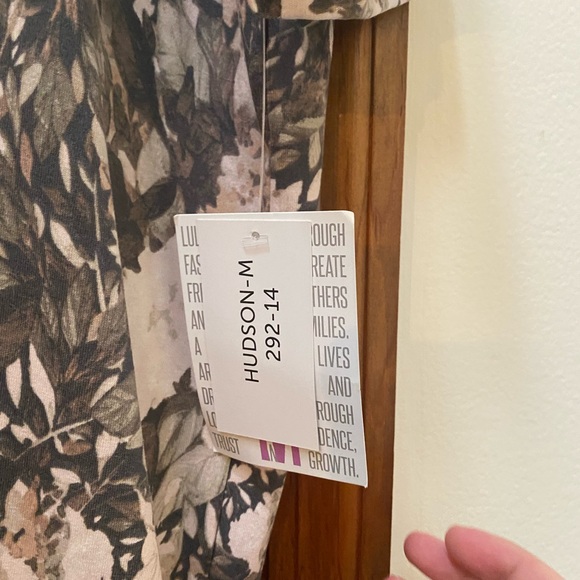 HUDSON-M
292-14
LUL ROUGH
FAS REATE
FRI THERS
AN MILIES.
A LIVES
AR AND
DR ROUGH
LO DENCE,
TRUST GROWTH.